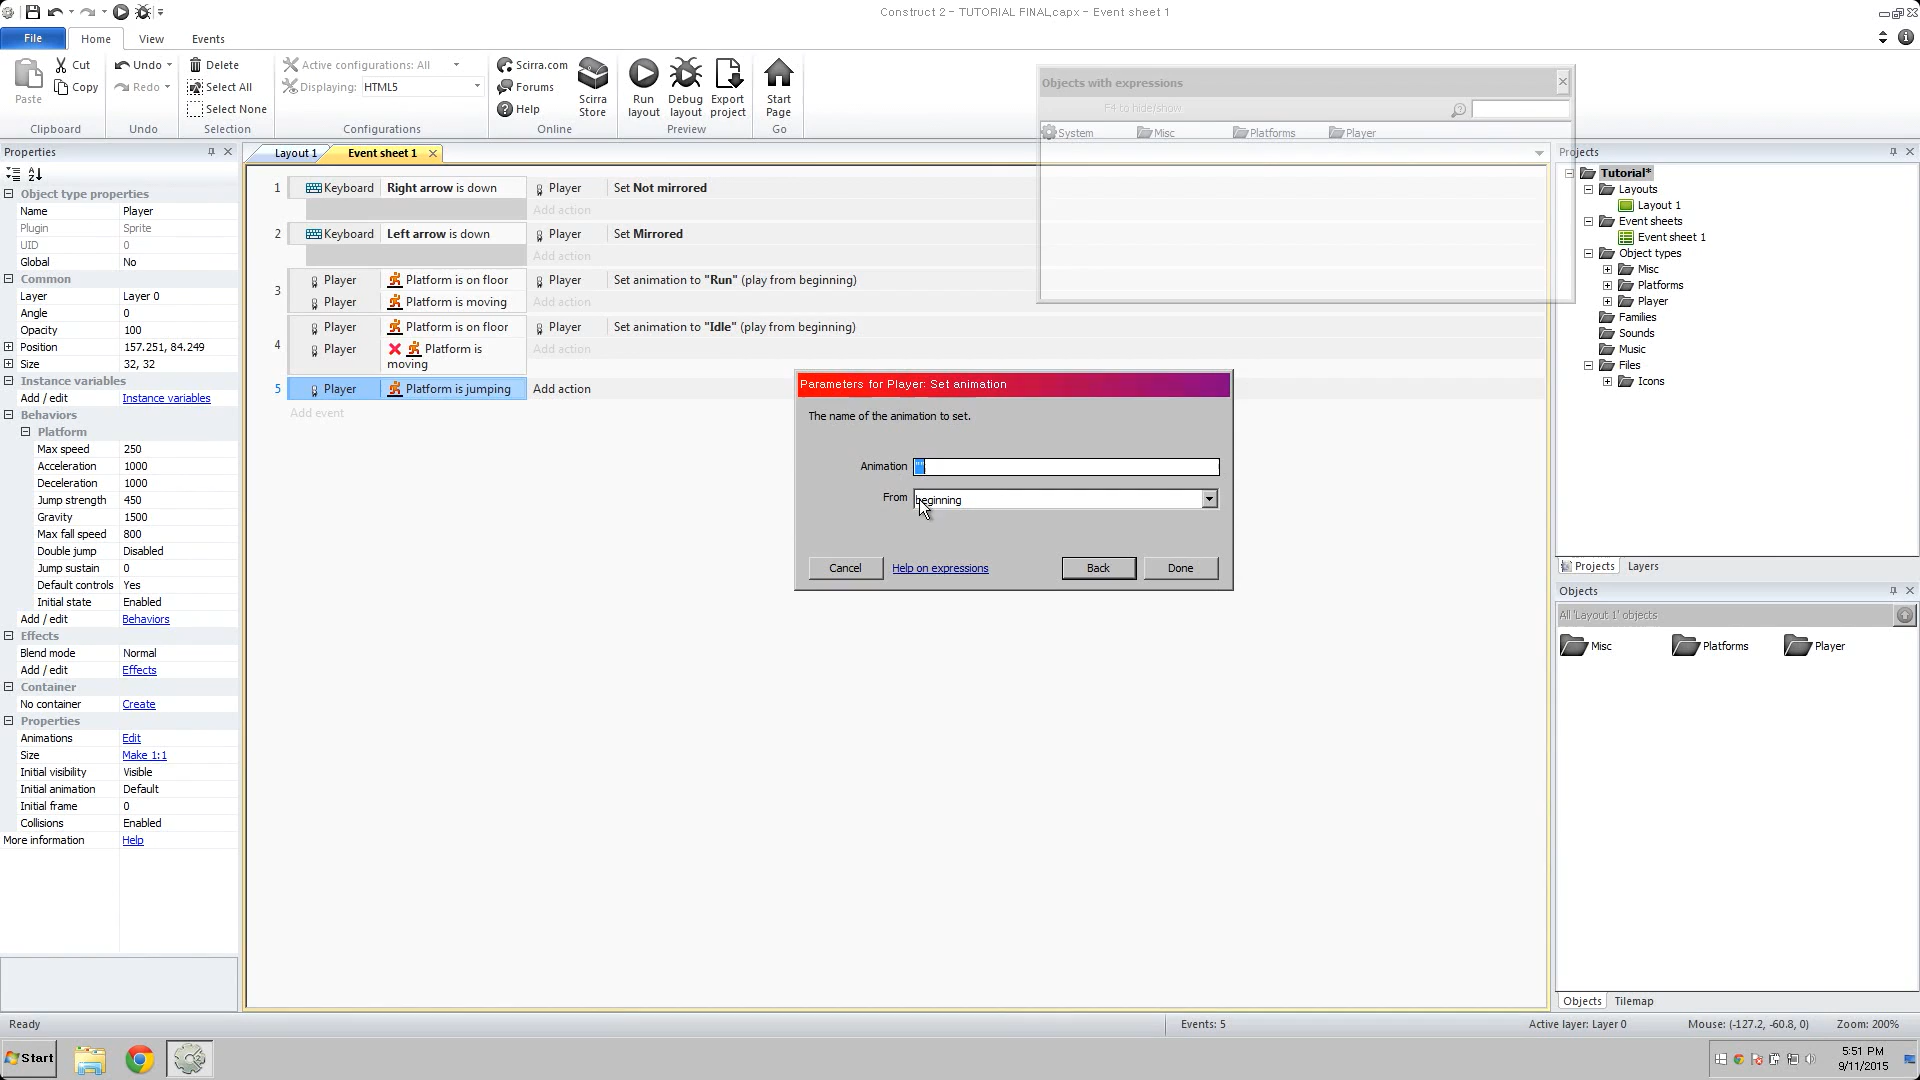 Construct 2 - TUTORIAL FINAL.capx - Event sheet 1
File
Home
View
Events
Paste
Cut
Copy
Clipboard
Undo
Redo
Undo
Delete
Select All
Select None
Selection
Active configurations: All
Displaying: HTML5
Configurations
Scirra.com
Forums
Help
Scirra Store
Online
Run layout
Debug layout
Export project
Preview
Start Page
Go
Objects with expressions
F4 to hide/show
System
Misc
Platforms
Player
Properties
Object type properties
Name Player
Plugin Sprite
UID 0
Global No
Common
Layer Layer 0
Angle 0
Opacity 100
Position 157.251, 84.249
Size 32, 32
Instance variables
Add / edit Instance variables
Behaviors
Platform
Max speed 250
Acceleration 1000
Deceleration 1000
Jump strength 450
Gravity 1500
Max fall speed 800
Double jump Disabled
Jump sustain 0
Default controls Yes
Initial state Enabled
Add / edit Behaviors
Effects
Blend mode Normal
Add / edit Effects
Container
No container Create
Properties
Animations Edit
Size Make 1:1
Initial visibility Visible
Initial animation Default
Initial frame 0
Collisions Enabled
More information Help
Layout 1
Event sheet 1
1 Keyboard Right arrow is down Player Set Not mirrored
Add action
2 Keyboard Left arrow is down Player Set Mirrored
Add action
3 Player Platform is on floor Player Set animation to "Run" (play from beginning)
Player Platform is moving Add action
4 Player Platform is on floor Player Set animation to "Idle" (play from beginning)
Player Platform is moving Add action
5 Player Platform is jumping Add action
Add event
Parameters for Player: Set animation
The name of the animation to set.
Animation ""
From beginning
Cancel
Help on expressions
Back
Done
Projects
Tutorial*
Layouts
Layout 1
Event sheets
Event sheet 1
Object types
Misc
Platforms
Player
Families
Sounds
Music
Files
Icons
Projects
Layers
Objects
All 'Layout 1' objects
Misc
Platforms
Player
Objects
Tilemap
Ready
Events: 5
Active layer: Layer 0
Mouse: (-127.2, -60.8, 0)
Zoom: 200%
Start
5:51 PM
9/11/2015